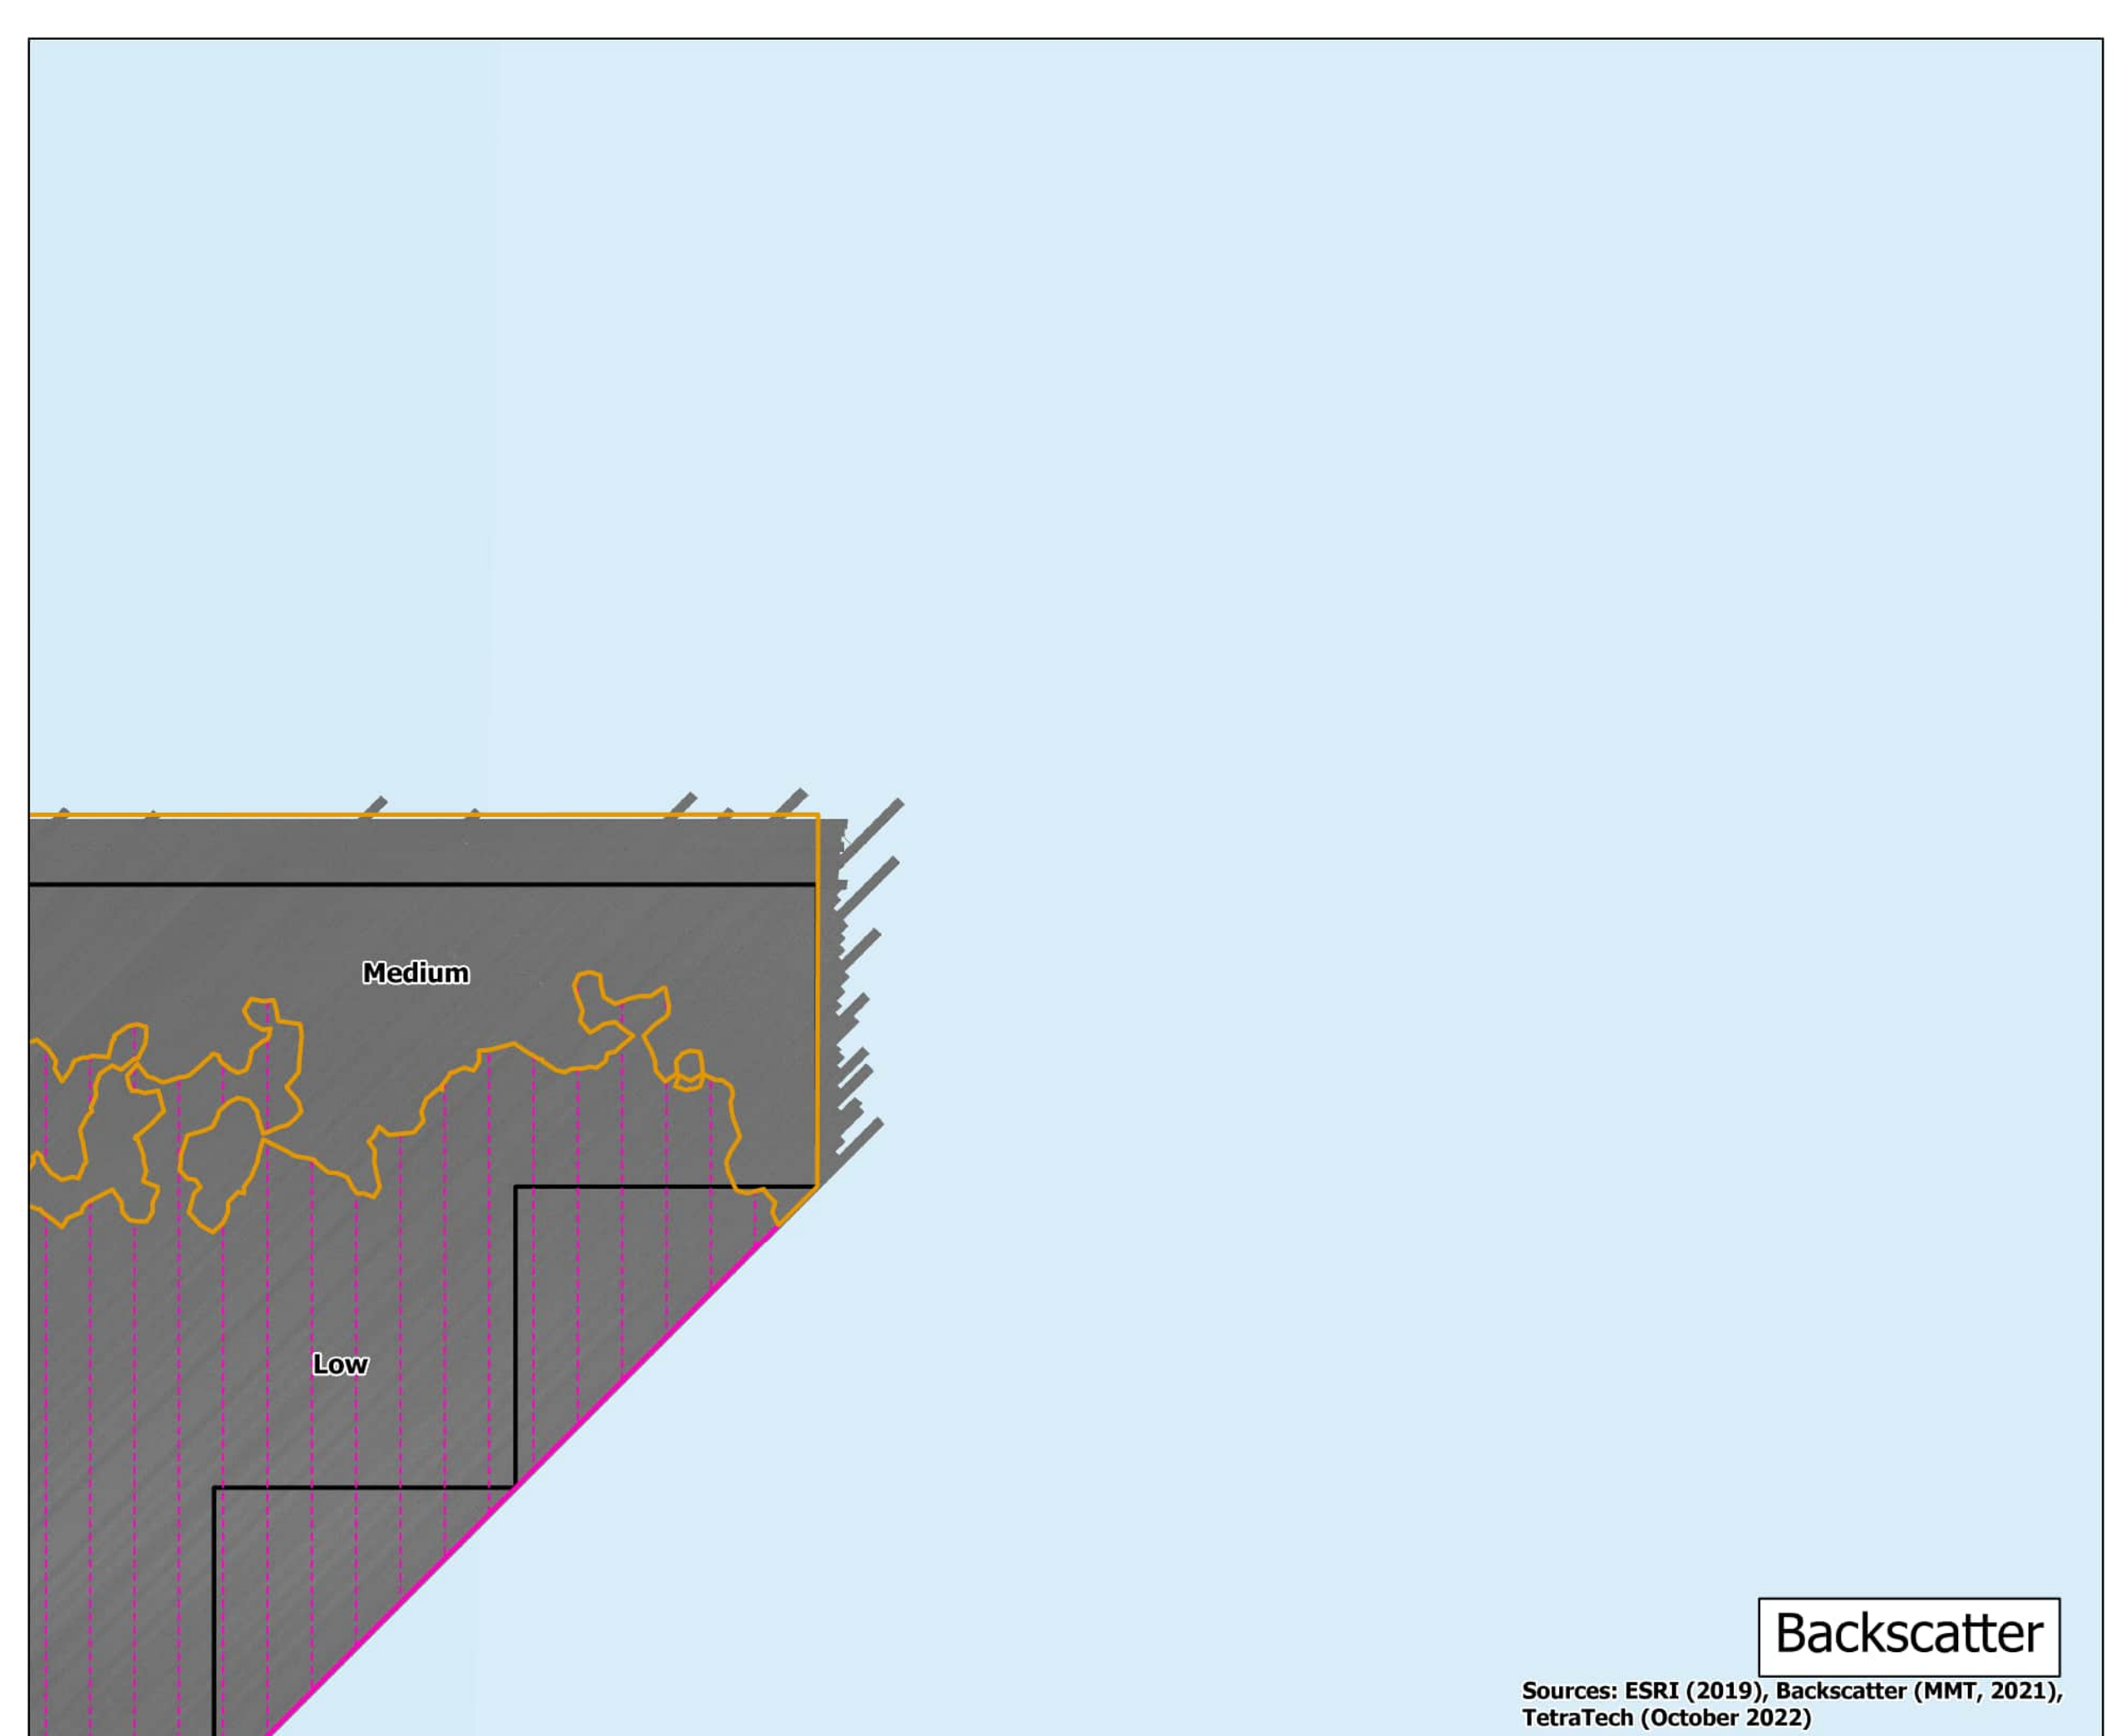 Medium
Low
Backscatter
Sources: ESRI (2019), Backscatter (MMT, 2021),
TetraTech (October 2022)